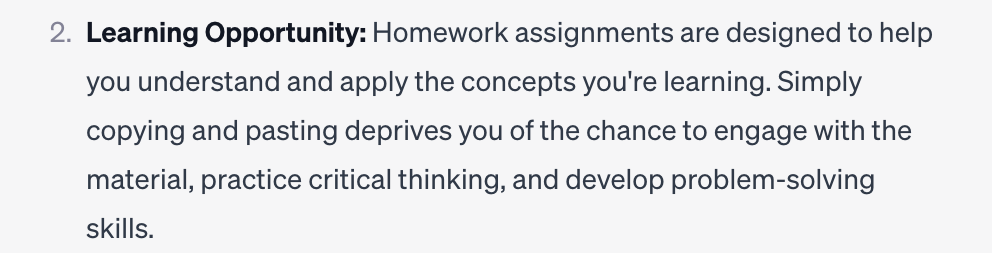 2. Learning Opportunity: Homework assignments are designed to help
you understand and apply the concepts you're learning. Simply
copying and pasting deprives you of the chance to engage with the
material, practice critical thinking, and develop problem-solving
skills.